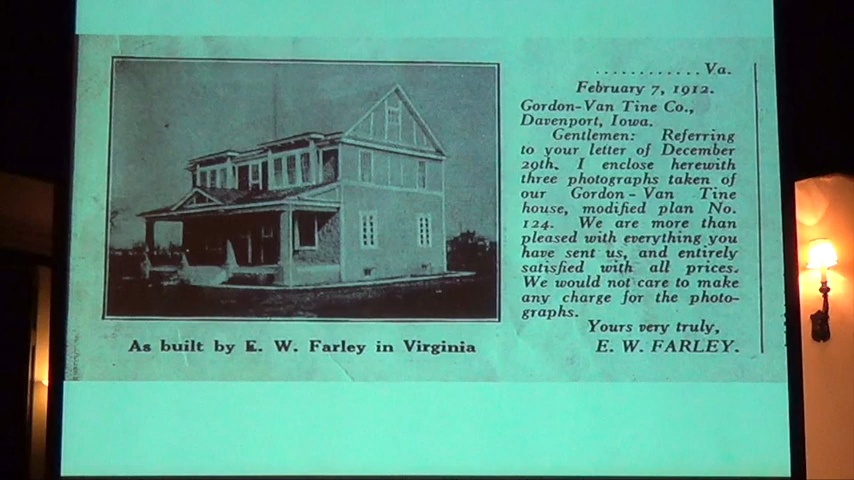 As built by E. W. Farley in Virginia
............Va.
February 7, 1912.
Gordon-Van Tine Co.,
Davenport, Iowa.
Gentlemen: Referring
to your letter of December
29th. I enclose herewith
three photographs taken of
our Gordon-Van Tine
house, modified plan No.
124. We are more than
pleased with everything you
have sent us, and entirely
satisfied with all prices.
We would not care to make
any charge for the photo-
graphs.
Yours very truly,
E. W. FARLEY.